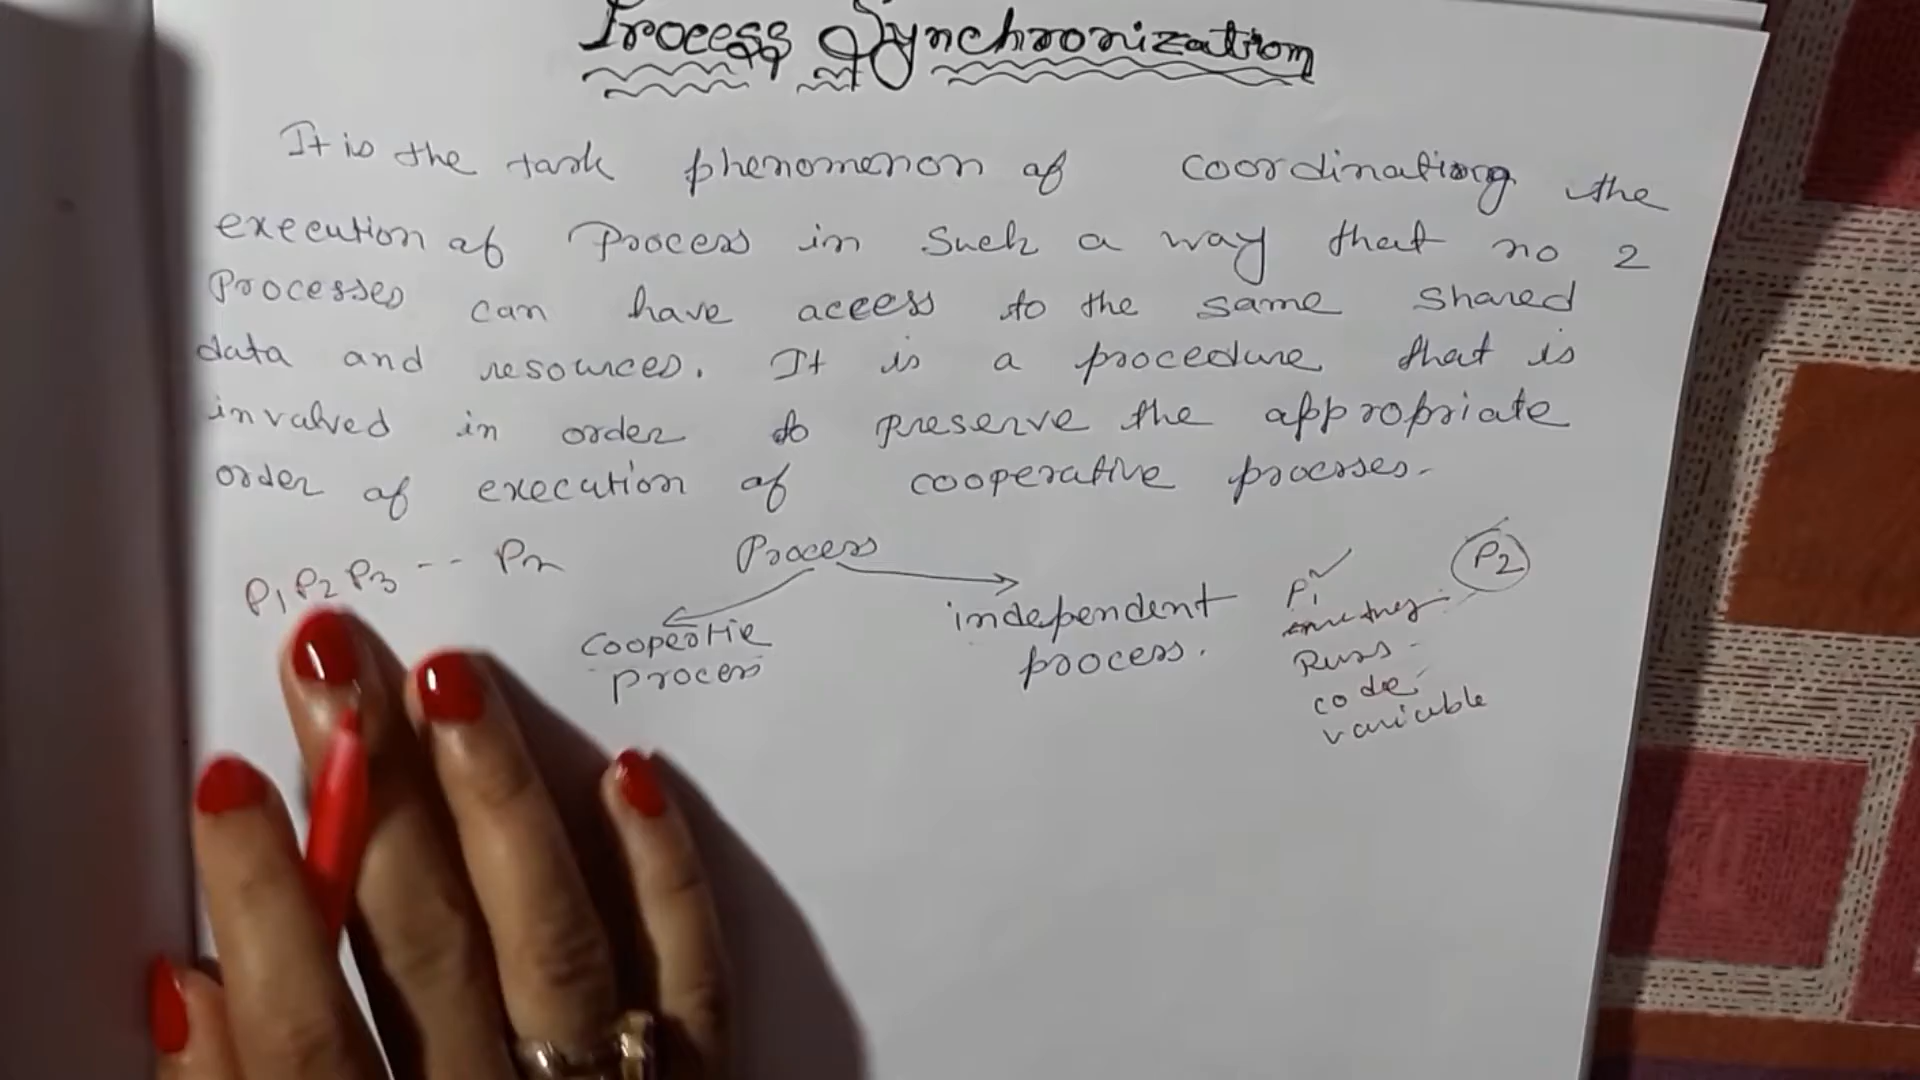 Process Synchronization
It is the task phenomenon of coordinationg the
execution of Process in such a way that no 2
Processes can have access to the same shared
data and resources. It is a procedure that is
involved in order to preserve the appropriate
order of execution of cooperative processes.
P1 P2 P3 -- Pn
Process
Cooperatie process
independent process.
P1 ✓
P2
code
variable